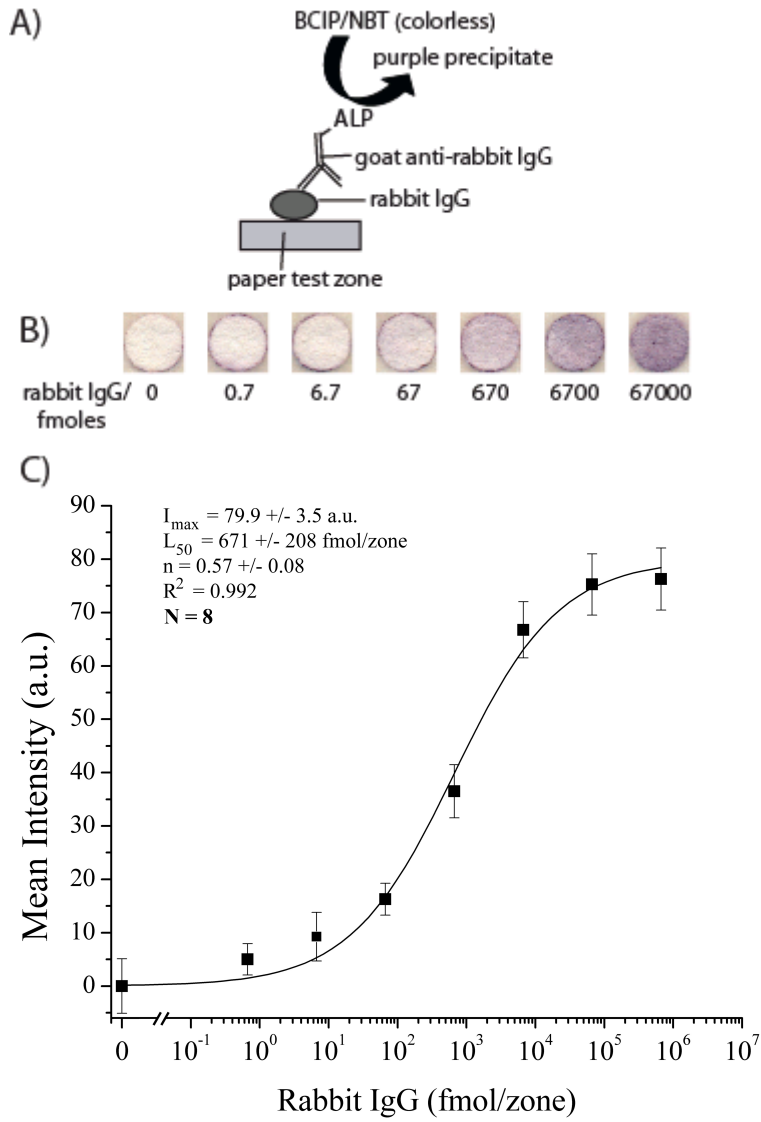 A)
BCIP/NBT (colorless)
purple precipitate
ALP
goat anti-rabbit IgG
rabbit IgG
paper test zone
B)
rabbit IgG/ 0 0.7 6.7 67 670 6700 67000
fmoles
C)
I_max = 79.9 +/- 3.5 a.u.
L_50 = 671 +/- 208 fmol/zone
n = 0.57 +/- 0.08
R² = 0.992
N = 8
90
80
70
60
50
40
30
20
10
0
Mean Intensity (a.u.)
0 10⁻¹ 10⁰ 10¹ 10² 10³ 10⁴ 10⁵ 10⁶ 10⁷
Rabbit IgG (fmol/zone)